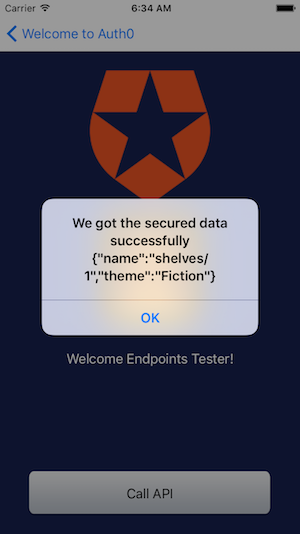 Carrier 6:34 AM
Welcome to Auth0
We got the secured data
successfully
{"name":"shelves/
1","theme":"Fiction"}
OK
Welcome Endpoints Tester!
Call API